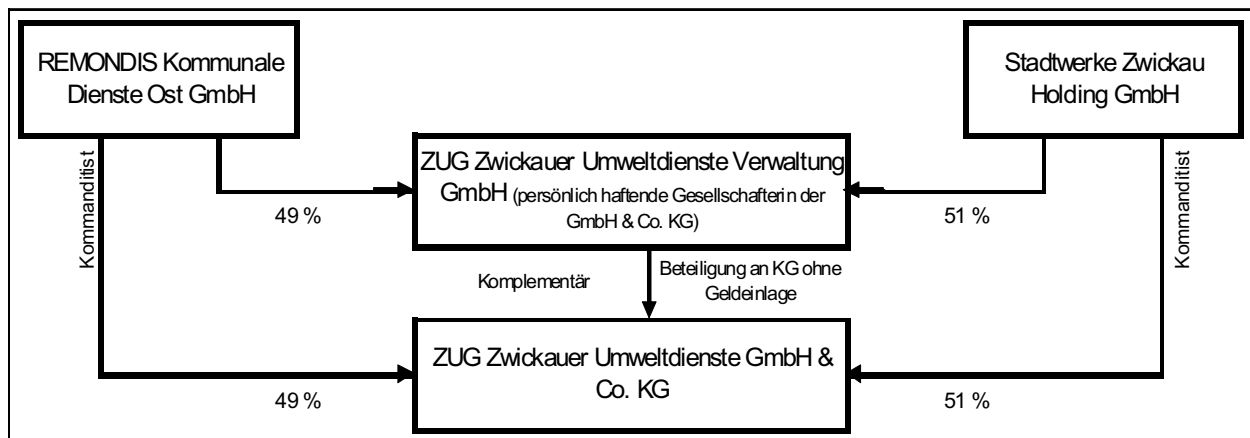 REMONDIS Kommunale
Dienste Ost GmbH
Stadtwerke Zwickau
Holding GmbH
Kommanditist
Kommanditist
ZUG Zwickauer Umweltdienste Verwaltung
GmbH (persönlich haftende Gesellschafterin der
GmbH & Co. KG)
49 %
51 %
Komplementär
Beteiligung an KG ohne
Geldeinlage
ZUG Zwickauer Umweltdienste GmbH &
Co. KG
49 %
51 %